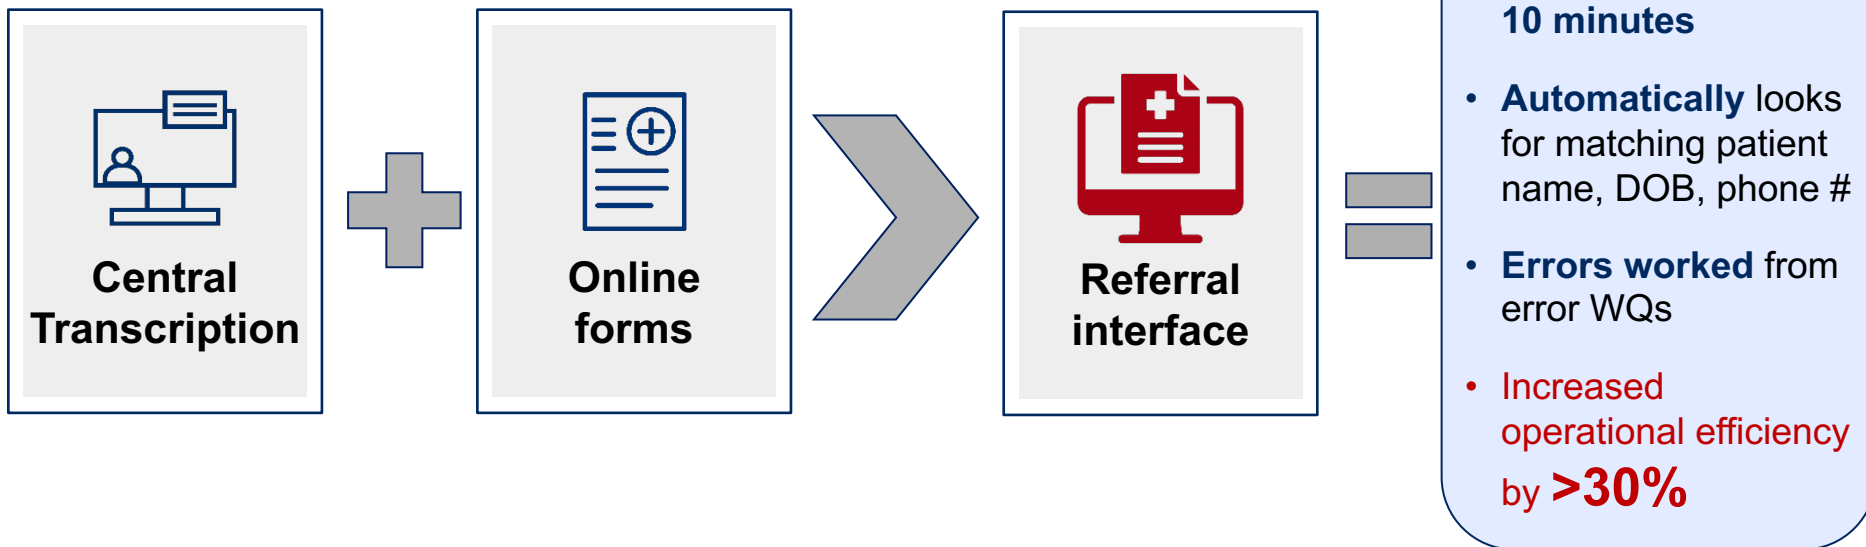 Central
Transcription
Online
forms
Referral
interface
10 minutes
• Automatically looks
for matching patient
name, DOB, phone #
• Errors worked from
error WQs
• Increased
operational efficiency
by >30%